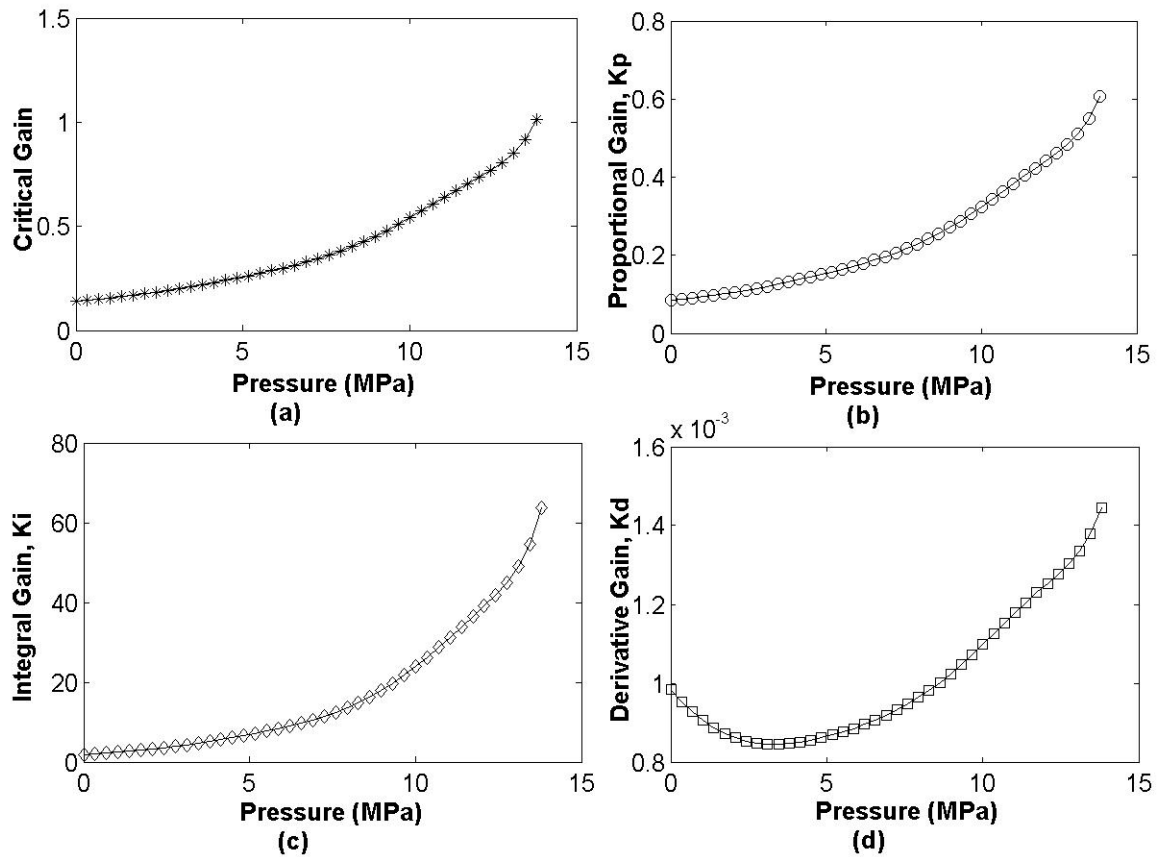 1.5
1
0.5
0
Critical Gain
0 5 10 15
Pressure (MPa)
(a)
0.8
0.6
0.4
0.2
0
Proportional Gain, Kp
0 5 10 15
Pressure (MPa)
(b)
80
60
40
20
0
Integral Gain, Ki
0 5 10 15
Pressure (MPa)
(c)
x 10^-3
1.6
1.4
1.2
1
0.8
Derivative Gain, Kd
0 5 10 15
Pressure (MPa)
(d)